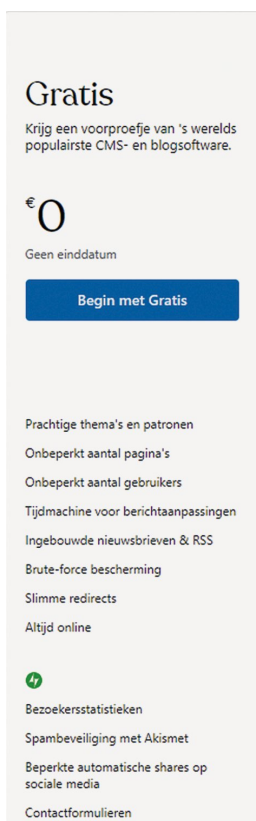 Gratis
Krijg een voorproefje van 's werelds
populairste CMS- en blogsoftware.
€0
Geen einddatum
Begin met Gratis
Prachtige thema's en patronen
Onbeperkt aantal pagina's
Onbeperkt aantal gebruikers
Tijdmachine voor berichtaanpassingen
Ingebouwde nieuwsbrieven & RSS
Brute-force bescherming
Slimme redirects
Altijd online
Bezoekersstatistieken
Spambeveiliging met Akismet
Beperkte automatische shares op
sociale media
Contactformulieren